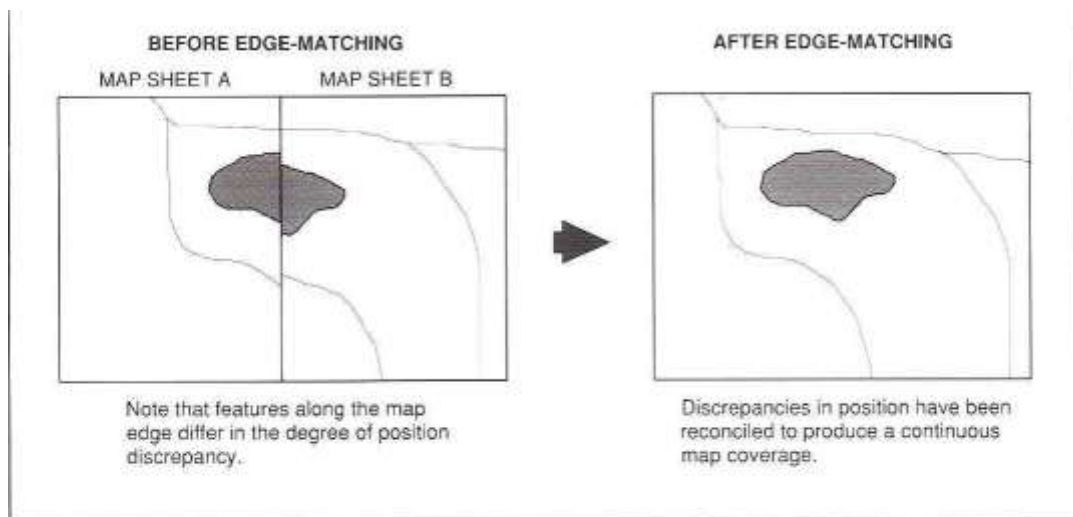 BEFORE EDGE-MATCHING
MAP SHEET A
MAP SHEET B
Note that features along the map
edge differ in the degree of position
discrepancy.
AFTER EDGE-MATCHING
Discrepancies in position have been
reconciled to produce a continuous
map coverage.